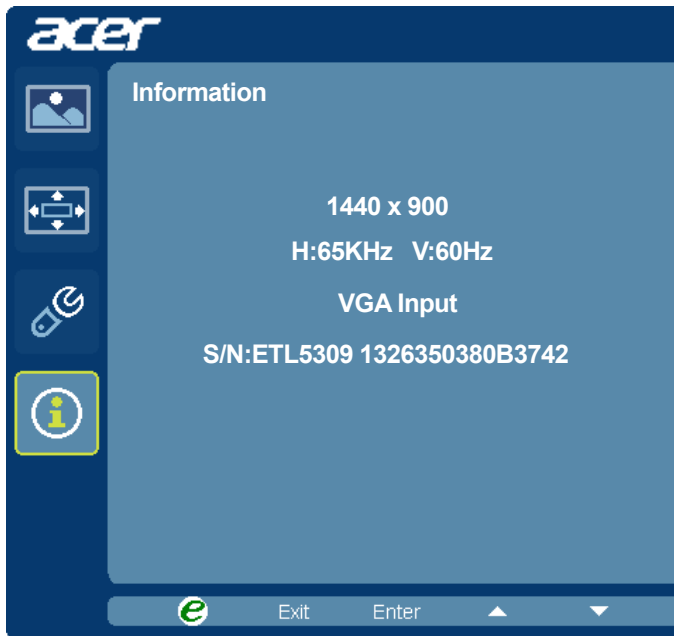 acer
Information
1440 x 900
H:65KHz V:60Hz
VGA Input
S/N:ETL5309 1326350380B3742
e Exit Enter